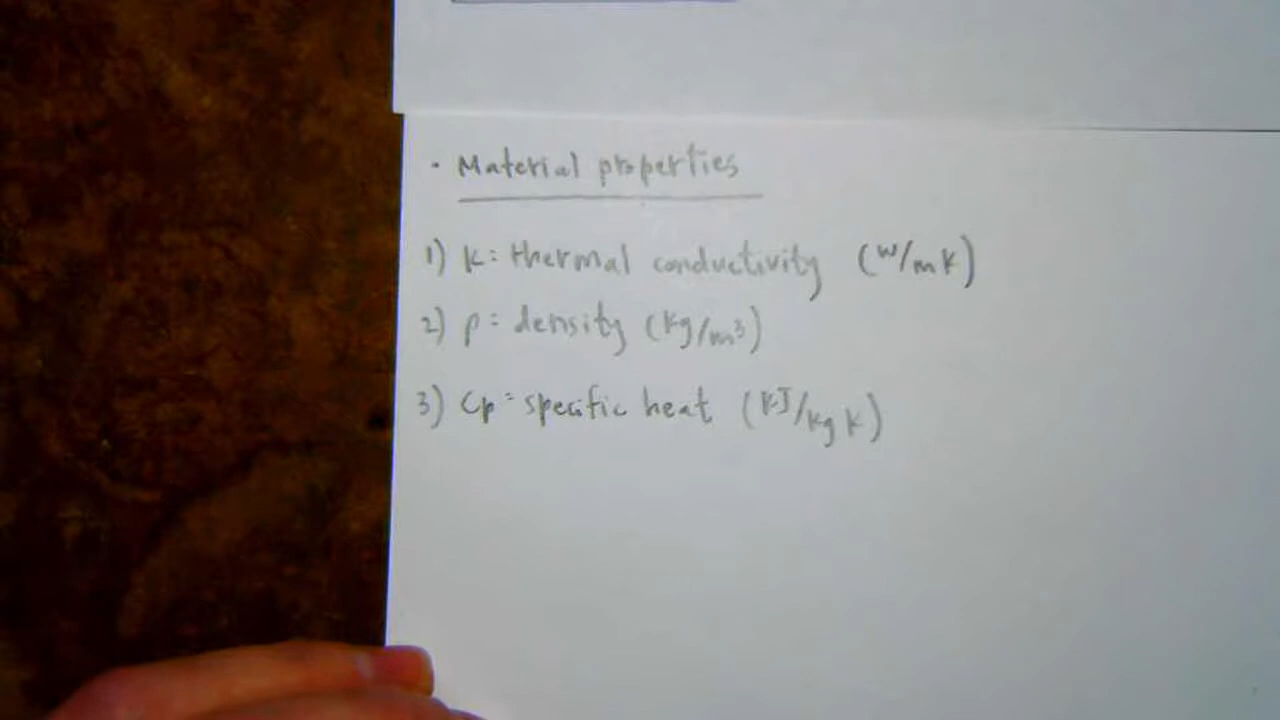 • Material properties
1) k: thermal conductivity (W/mK)
2) ρ: density (kg/m³)
3) Cp: specific heat (kJ/kg K)